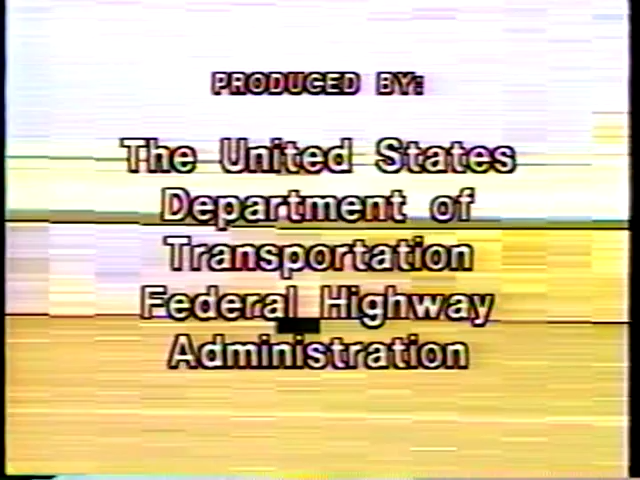 PRODUCED BY:
The United States
Department of
Transportation
Federal Highway
Administration